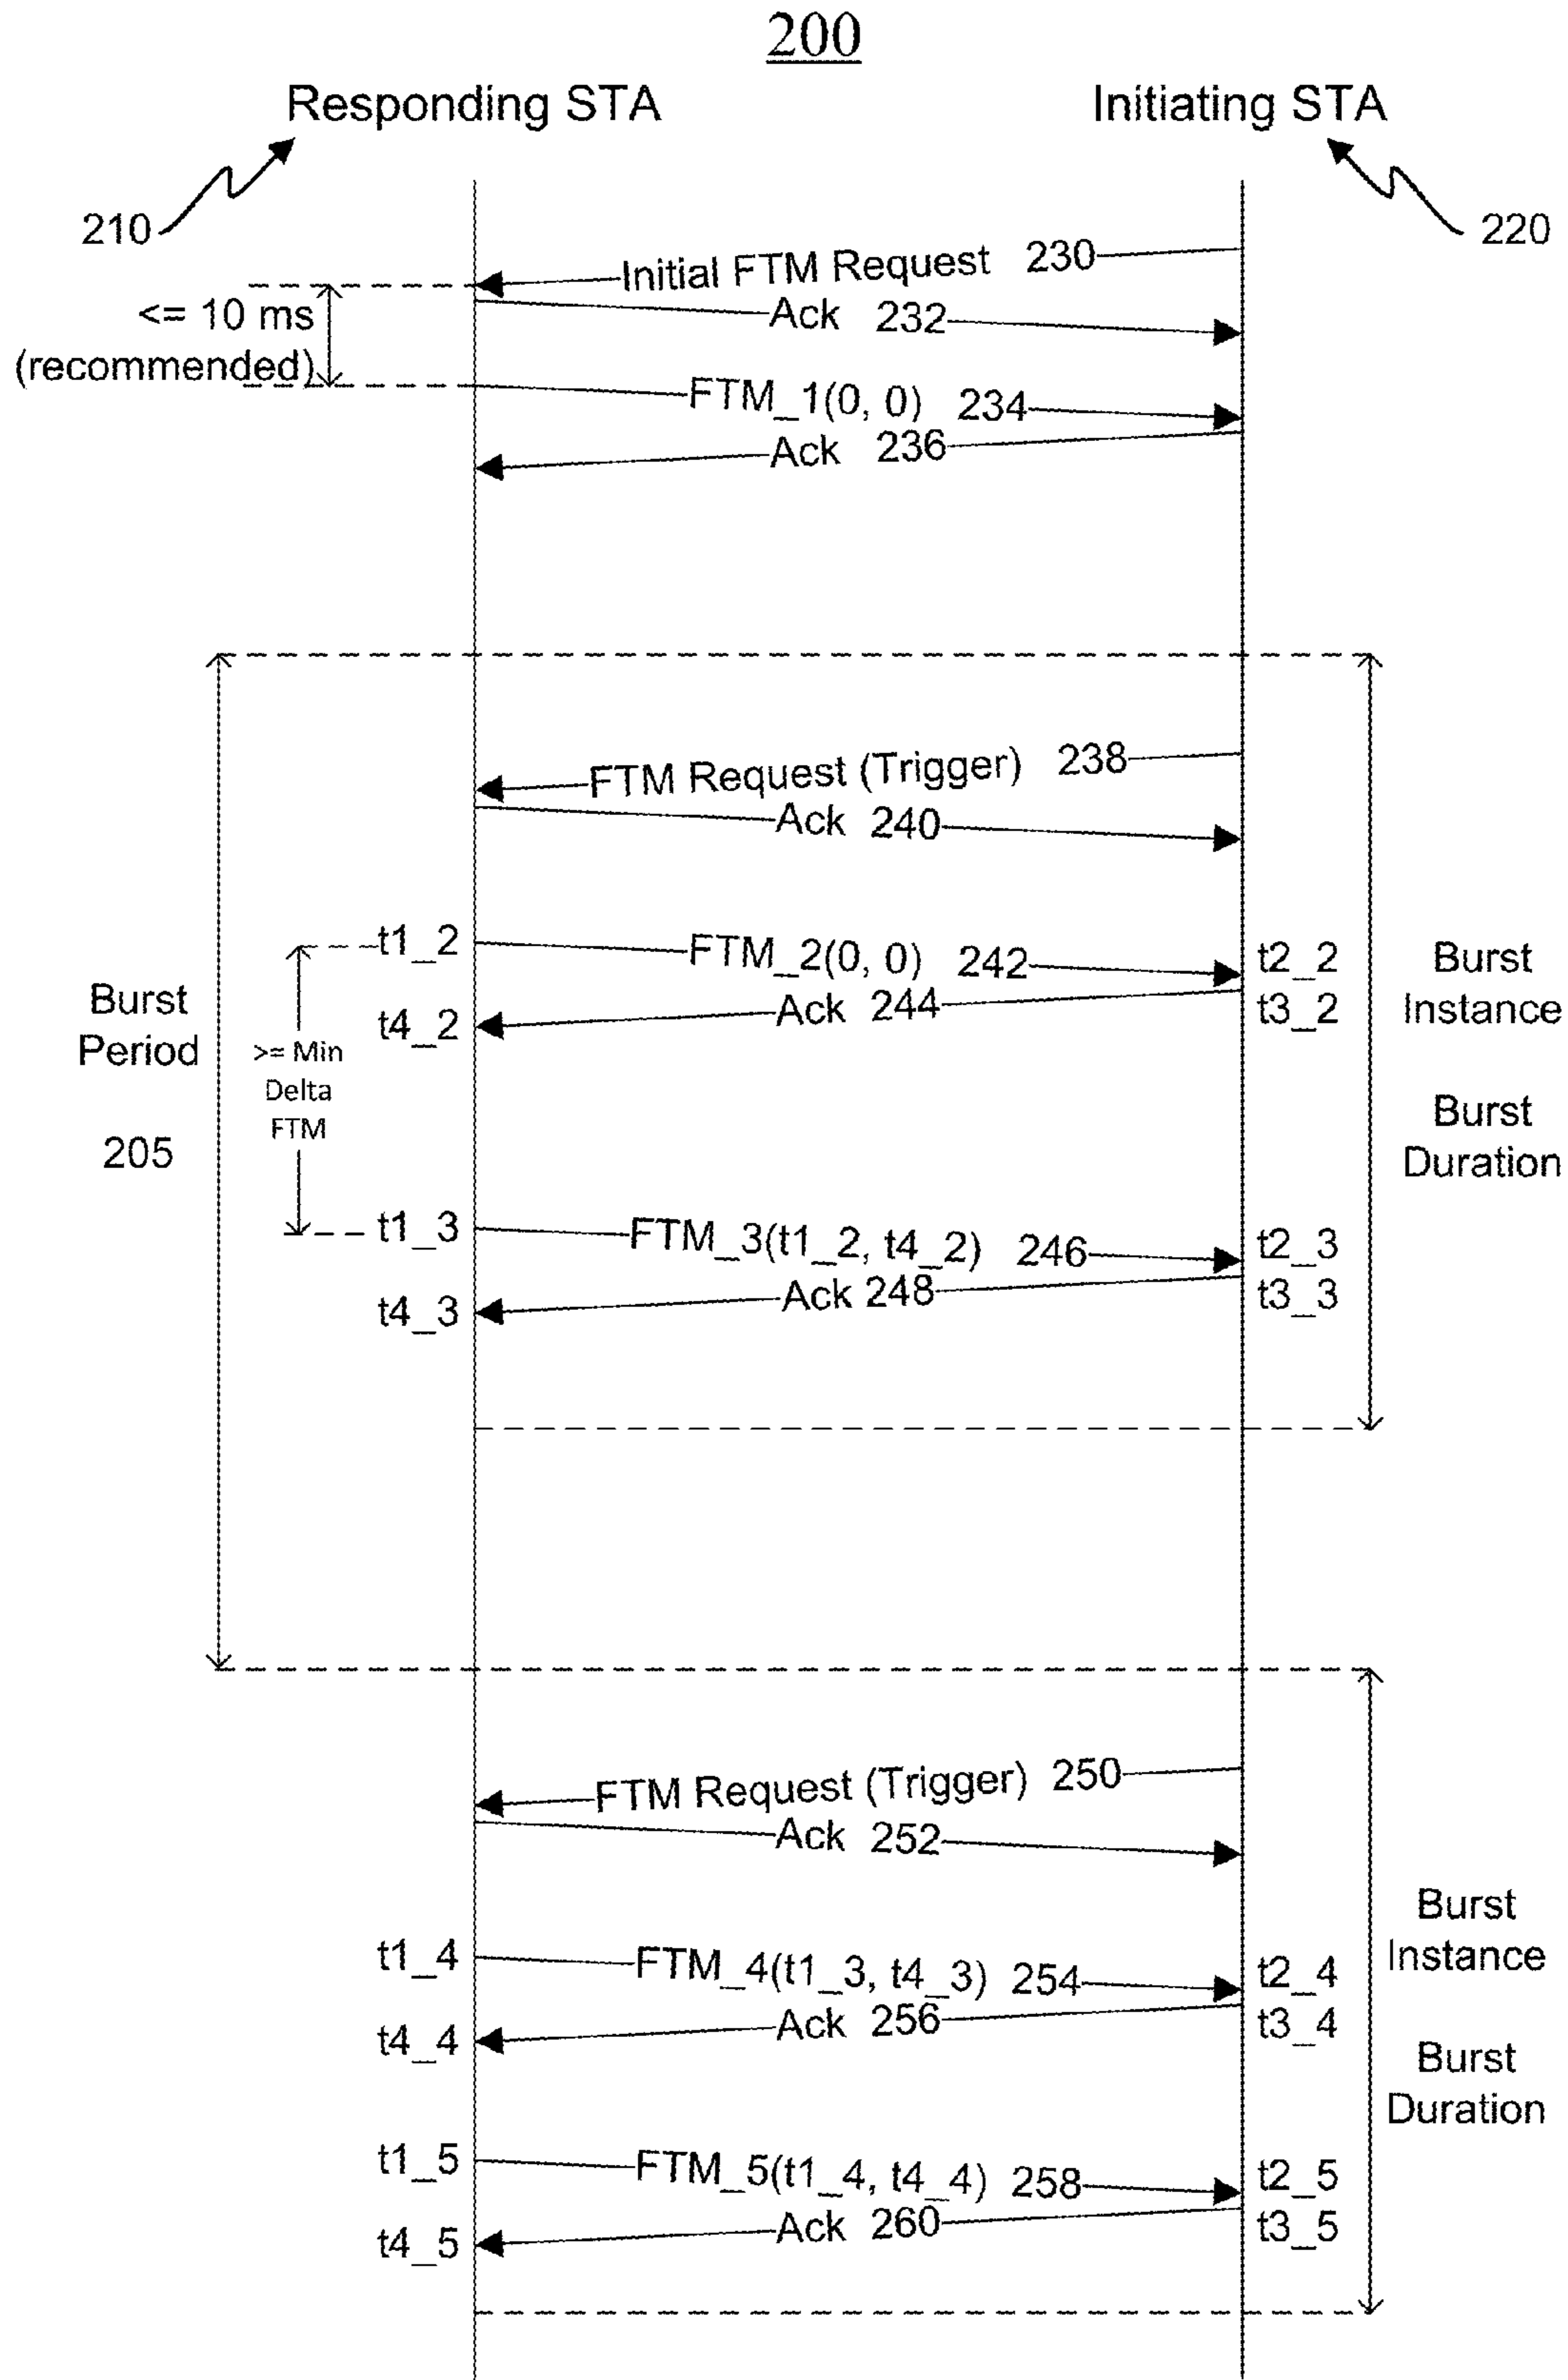 200
Responding STA
Initiating STA
210
220
Initial FTM Request 230
<= 10 ms
(recommended)
Ack 232
FTM_1(0, 0) 234
Ack 236
FTM Request (Trigger) 238
Ack 240
t1_2
FTM_2(0, 0) 242
t2_2
t4_2
Ack 244
t3_2
Burst
Period
205
>= Min
Delta
FTM
Burst
Instance
Burst
Duration
t1_3
FTM_3(t1_2, t4_2) 246
t2_3
t4_3
Ack 248
t3_3
FTM Request (Trigger) 250
Ack 252
t1_4
FTM_4(t1_3, t4_3) 254
t2_4
t4_4
Ack 256
t3_4
Burst
Instance
Burst
Duration
t1_5
FTM_5(t1_4, t4_4) 258
t2_5
t4_5
Ack 260
t3_5